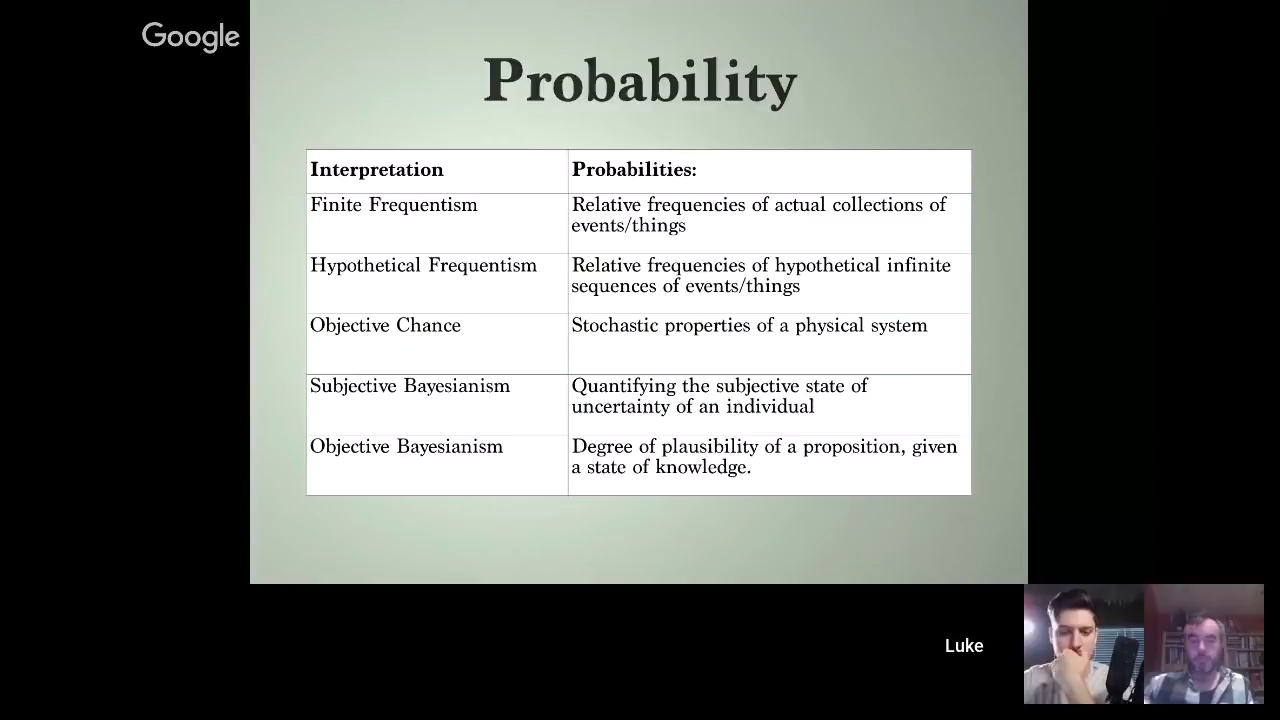 Google
Probability
Interpretation
Probabilities:
Finite Frequentism
Relative frequencies of actual collections of
events/things
Hypothetical Frequentism
Relative frequencies of hypothetical infinite
sequences of events/things
Objective Chance
Stochastic properties of a physical system
Subjective Bayesianism
Quantifying the subjective state of
uncertainty of an individual
Objective Bayesianism
Degree of plausibility of a proposition, given
a state of knowledge.
Luke